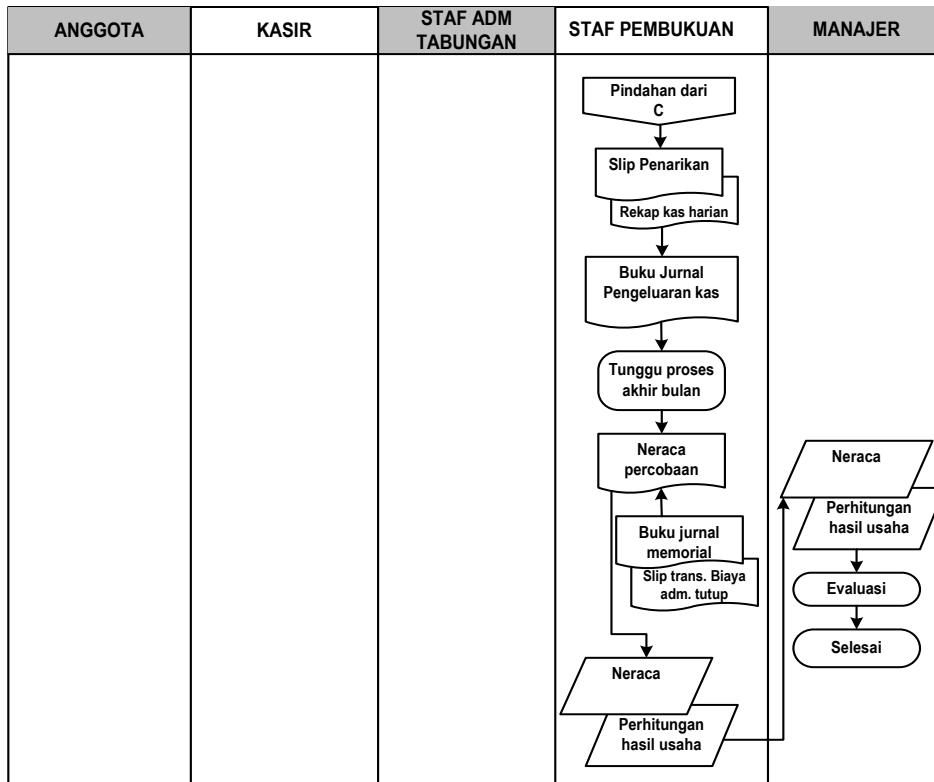 ANGGOTA
KASIR
STAF ADM
TABUNGAN
STAF PEMBUKUAN
MANAJER
Pindahan dari
C
Slip Penarikan
Rekap kas harian
Buku Jurnal
Pengeluaran kas
Tunggu proses
akhir bulan
Neraca
percobaan
Buku jurnal
memorial
Slip trans. Biaya
adm. tutup
Neraca
Perhitungan
hasil usaha
Neraca
Perhitungan
hasil usaha
Evaluasi
Selesai